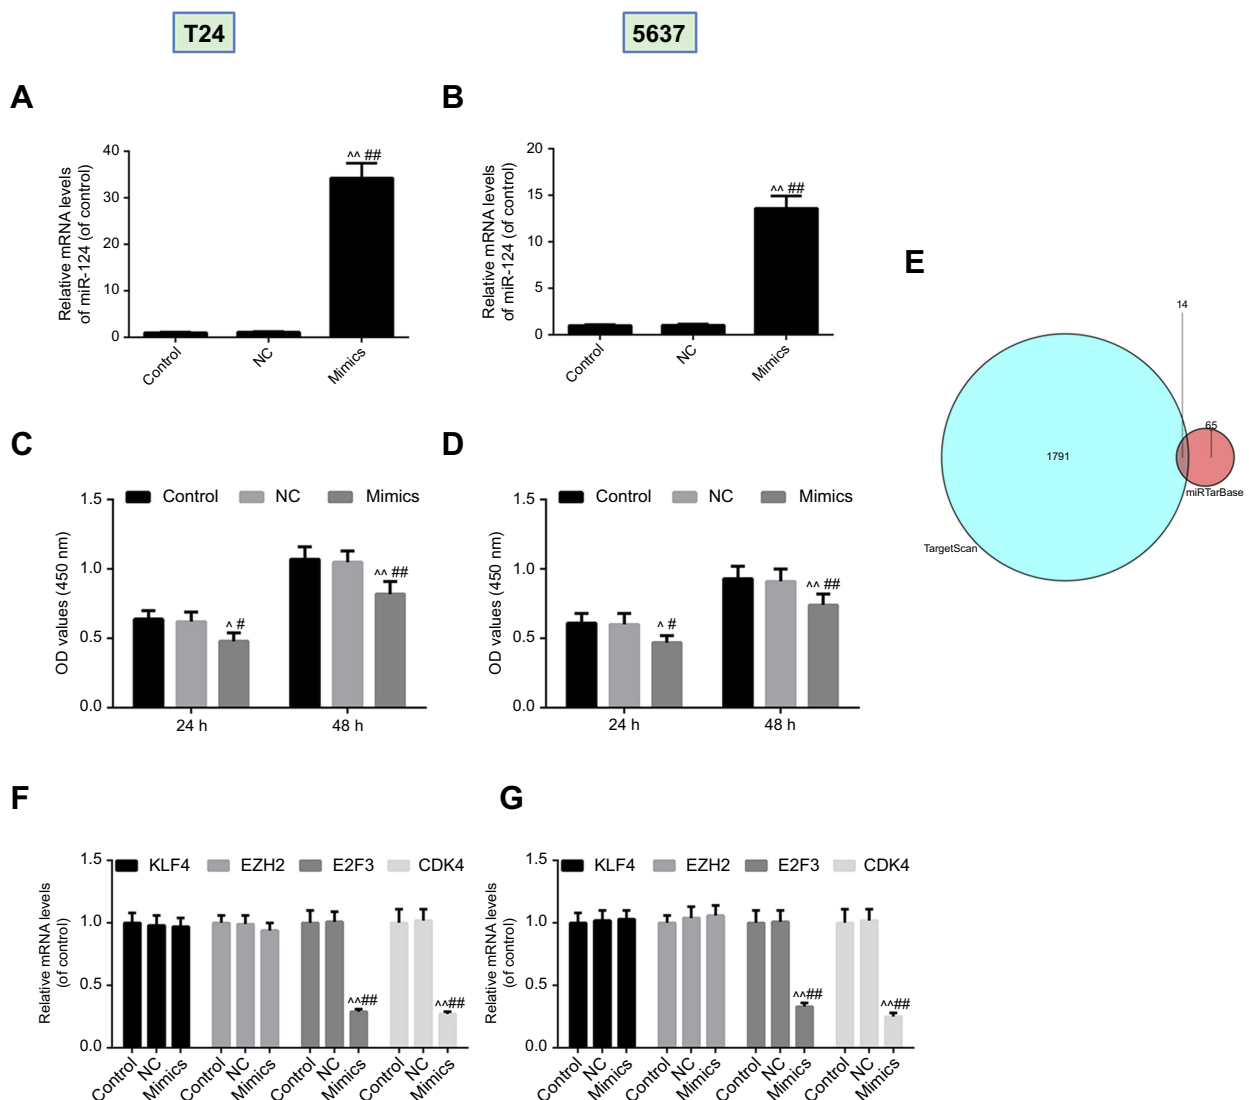 T24
5637
A
Relative mRNA levels
of miR-124 (of control)
40
30
20
10
0
^^ ##
Control
NC
Mimics
B
Relative mRNA levels
of miR-124 (of control)
20
15
10
5
0
^^ ##
Control
NC
Mimics
C
OD values (450 nm)
1.5
1.0
0.5
0.0
Control
NC
Mimics
^ #
^^ ##
24 h
48 h
D
OD values (450 nm)
1.5
1.0
0.5
0.0
Control
NC
Mimics
^ #
^^ ##
24 h
48 h
E
14
65
1791
miRTarBase
TargetScan
F
Relative mRNA levels
(of control)
1.5
1.0
0.5
0.0
KLF4
EZH2
E2F3
CDK4
^^##
^^##
Control
NC
Mimics
Control
NC
Mimics
Control
NC
Mimics
Control
NC
Mimics
G
Relative mRNA levels
(of control)
1.5
1.0
0.5
0.0
KLF4
EZH2
E2F3
CDK4
^^##
^^##
Control
NC
Mimics
Control
NC
Mimics
Control
NC
Mimics
Control
NC
Mimics